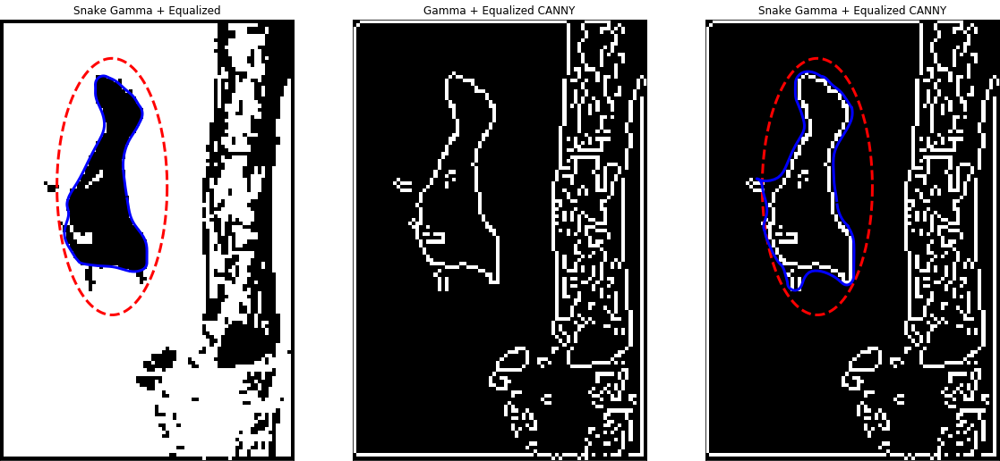 Snake Gamma + Equalized
Gamma + Equalized CANNY
Snake Gamma + Equalized CANNY